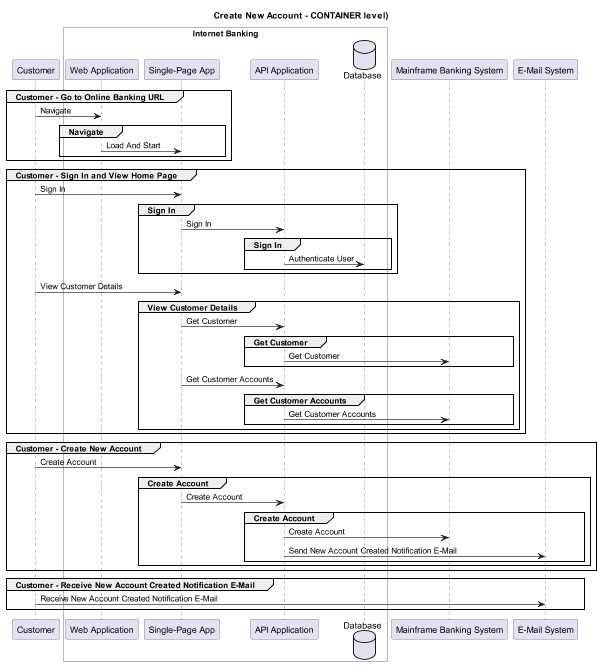 Create New Account - CONTAINER level)
Internet Banking
Customer
Web Application
Single-Page App
API Application
Database
Mainframe Banking System
E-Mail System
Customer - Go to Online Banking URL
Navigate
Navigate
Load And Start
Customer - Sign In and View Home Page
Sign In
Sign In
Sign In
Sign In
Authenticate User
View Customer Details
View Customer Details
Get Customer
Get Customer
Get Customer
Get Customer Accounts
Get Customer Accounts
Get Customer Accounts
Customer - Create New Account
Create Account
Create Account
Create Account
Create Account
Create Account
Send New Account Created Notification E-Mail
Customer - Receive New Account Created Notification E-Mail
Receive New Account Created Notification E-Mail
Customer
Web Application
Single-Page App
API Application
Database
Mainframe Banking System
E-Mail System